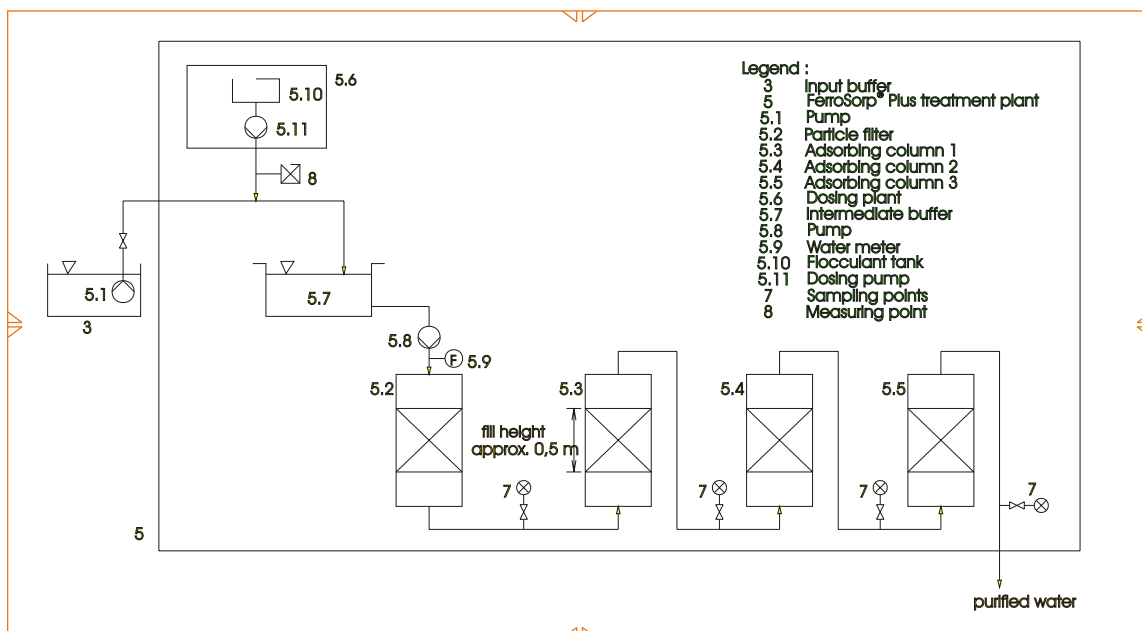 5.6
5.10
5.11
8
Legend :
3 Input buffer
5 FerroSorp® Plus treatment plant
5.1 Pump
5.2 Particle filter
5.3 Adsorbing column 1
5.4 Adsorbing column 2
5.5 Adsorbing column 3
5.6 Dosing plant
5.7 Intermediate buffer
5.8 Pump
5.9 Water meter
5.10 Flocculant tank
5.11 Dosing pump
7 Sampling points
8 Measuring point
5.1
3
5.7
5.8
F
5.9
5.2
5.3
5.4
5.5
fill height
approx. 0,5 m
7
7
7
7
5
purified water